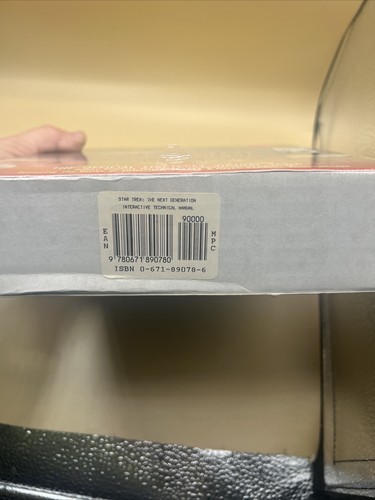 STAR TREK: THE NEXT GENERATION
INTERACTIVE TECHNICAL MANUAL
90000
EAN
MPC
9 780671 890780
ISBN 0-671-89078-6